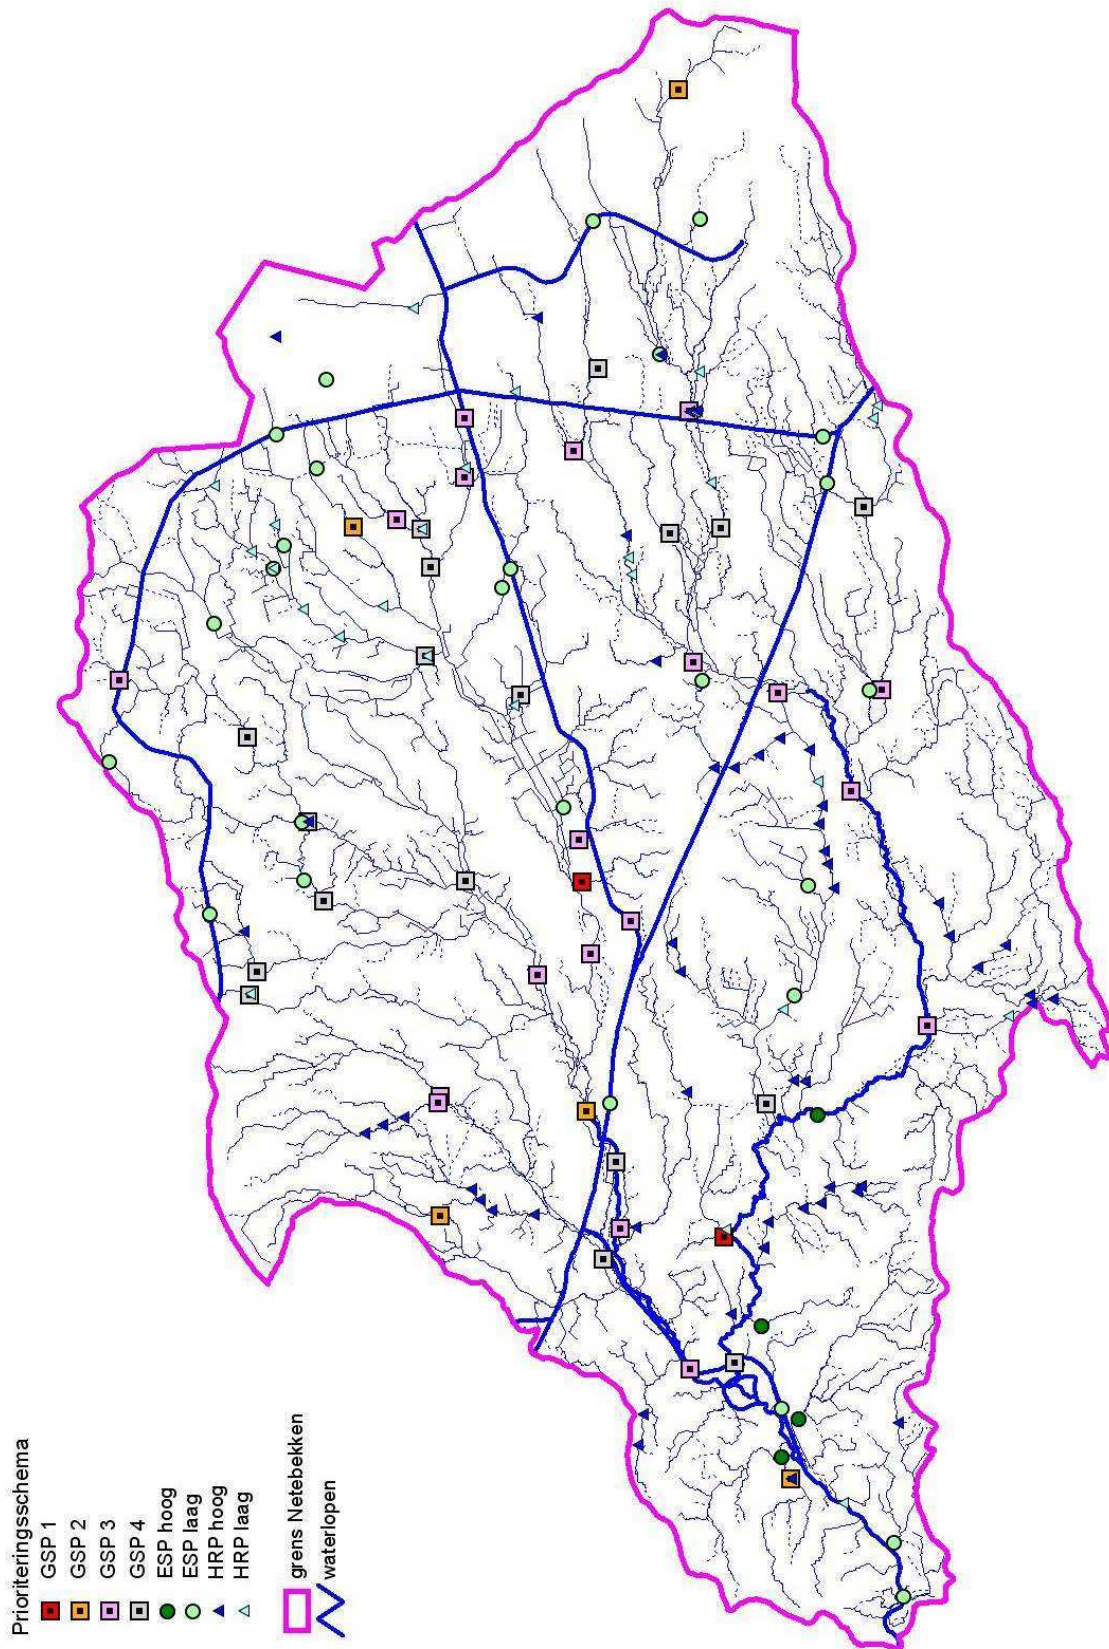 Prioriteringsschema
GSP 1
GSP 2
GSP 3
GSP 4
ESP hoog
ESP laag
HRP hoog
HRP laag
grens Netebekken
waterlopen